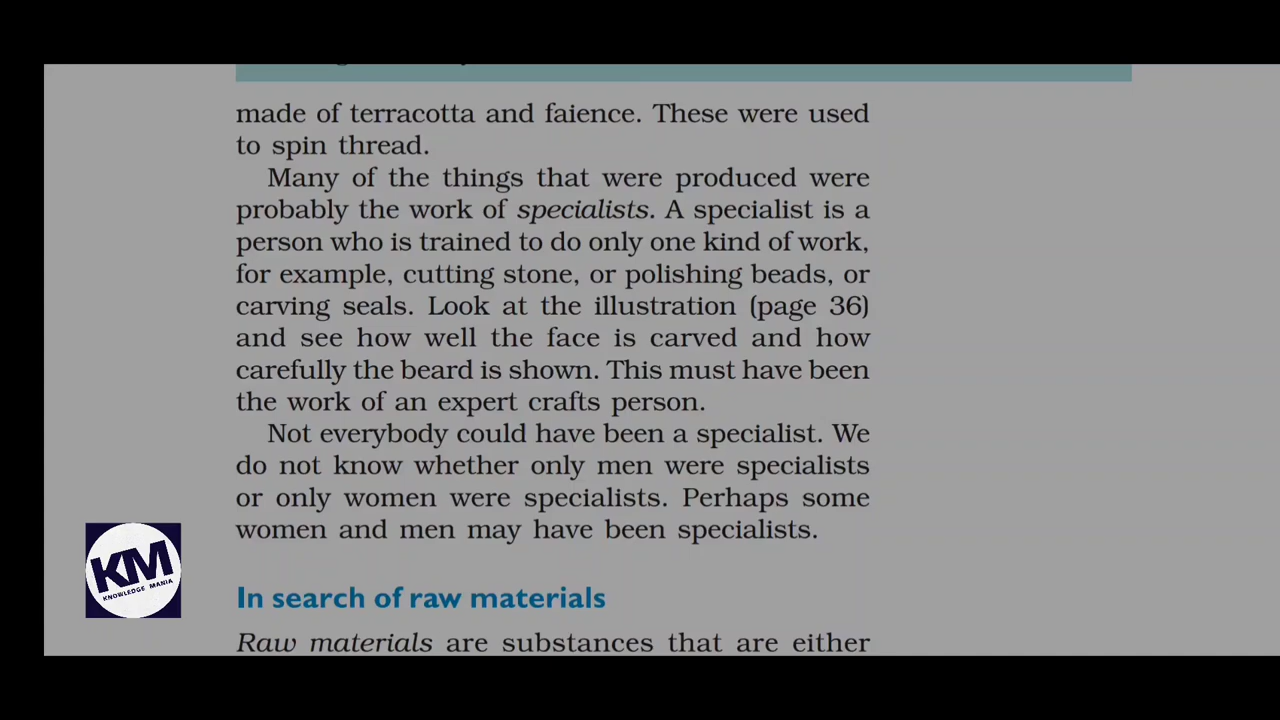 made of terracotta and faience. These were used
to spin thread.
Many of the things that were produced were
probably the work of specialists. A specialist is a
person who is trained to do only one kind of work,
for example, cutting stone, or polishing beads, or
carving seals. Look at the illustration (page 36)
and see how well the face is carved and how
carefully the beard is shown. This must have been
the work of an expert crafts person.
Not everybody could have been a specialist. We
do not know whether only men were specialists
or only women were specialists. Perhaps some
women and men may have been specialists.
KM
KNOWLEDGE MANIA
In search of raw materials
Raw materials are substances that are either